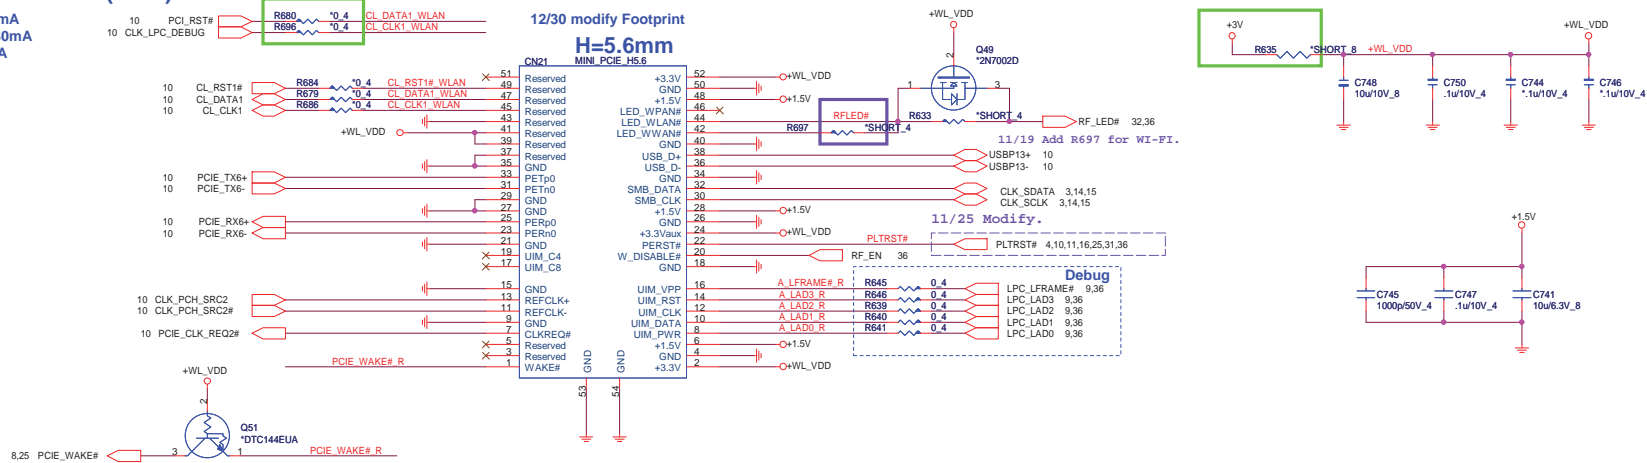 mA
0mA
A
10 PCI_RST# R680 *0_4 CL_DATA1_WLAN
10 CLK_LPC_DEBUG R696 *0_4 CL_CLK1_WLAN
12/30 modify Footprint
H=5.6mm
CN21 MINI_PCIE_H5.6
10 CL_RST1# R684 *0_4 CL_RST1#_WLAN
10 CL_DATA1 R679 *0_4 CL_DATA1_WLAN
10 CL_CLK1 R686 *0_4 CL_CLK1_WLAN
+WL_VDD
10 PCIE_TX6+
10 PCIE_TX6-
10 PCIE_RX6+
10 PCIE_RX6-
10 CLK_PCH_SRC2
10 CLK_PCH_SRC2#
10 PCIE_CLK_REQ2#
PCIE_WAKE#_R
51 Reserved +3.3V 52 +WL_VDD
49 Reserved GND 50
47 Reserved +1.5V 48 +1.5V
45 Reserved LED_WPAN# 46
43 Reserved LED_WLAN# 44
41 Reserved LED_WWAN# 42
39 Reserved GND 40
37 Reserved USB_D+ 38
35 GND USB_D- 36
33 PETp0 GND 34
31 PETn0 SMB_DATA 32
29 GND SMB_CLK 30
27 GND +1.5V 28 +1.5V
25 PERp0 GND 26
23 PERn0 +3.3Vaux 24 +WL_VDD
21 GND PERST# 22
19 UIM_C4 W_DISABLE# 20
17 UIM_C8 GND 18
15 GND UIM_VPP 16
13 REFCLK+ UIM_RST 14
11 REFCLK- UIM_CLK 12
9 GND UIM_DATA 10
7 CLKREQ# UIM_PWR 8
5 Reserved +1.5V 6 +1.5V
3 Reserved GND 4
1 WAKE# +3.3V 2 +WL_VDD
GND GND
53 54
+WL_VDD
2
Q49
*2N7002D
1 3
RFLED#
R697 *SHORT_4
R633 *SHORT_4
RF_LED# 32,36
11/19 Add R697 for WI-FI.
USBP13+ 10
USBP13- 10
CLK_SDATA 3,14,15
CLK_SCLK 3,14,15
11/25 Modify.
PLTRST# PLTRST# 4,10,11,16,25,31,36
RF_EN 36
Debug
A_LFRAME#_R R645 0_4 LPC_LFRAME# 9,36
A_LAD3_R R646 0_4 LPC_LAD3 9,36
A_LAD2_R R639 0_4 LPC_LAD2 9,36
A_LAD1_R R640 0_4 LPC_LAD1 9,36
A_LAD0_R R641 0_4 LPC_LAD0 9,36
+3V +WL_VDD
R635 *SHORT_8 +WL_VDD
C748 10u/10V_8
C750 .1u/10V_4
C744 *.1u/10V_4
C746 *.1u/10V_4
+1.5V
C745 1000p/50V_4
C747 .1u/10V_4
C741 10u/6.3V_8
+WL_VDD
2
Q51
*DTC144EUA
8,25 PCIE_WAKE# 3 1 PCIE_WAKE#_R